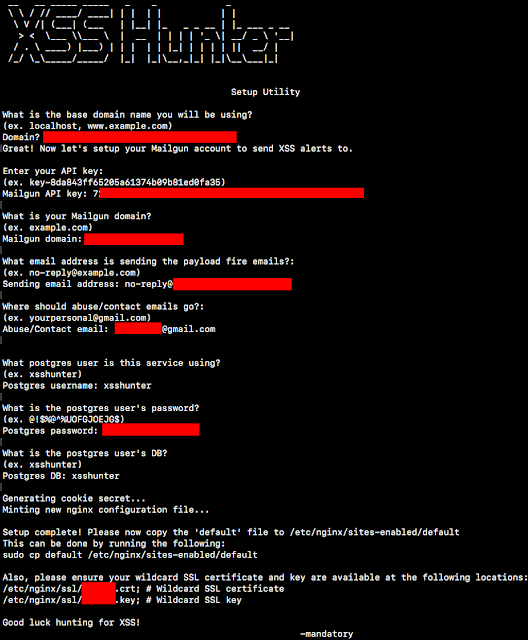 XSS Hunter
Setup Utility
What is the base domain name you will be using?
(ex. localhost, www.example.com)
Domain?
Great! Now let's setup your Mailgun account to send XSS alerts to.
Enter your API key:
(ex. key-8da843ff65205a61374b09b81ed0fa35)
Mailgun API key: 7
What is your Mailgun domain?
(ex. example.com)
Mailgun domain:
What email address is sending the payload fire emails?:
(ex. no-reply@example.com)
Sending email address: no-reply@
Where should abuse/contact emails go?:
(ex. yourpersonal@gmail.com)
Abuse/Contact email: @gmail.com
What postgres user is this service using?
(ex. xsshunter)
Postgres username: xsshunter
What is the postgres user's password?
(ex. @!$%@^%UOFGJOEJG$)
Postgres password:
What is the postgres user's DB?
(ex. xsshunter)
Postgres DB: xsshunter
Generating cookie secret...
Minting new nginx configuration file...
Setup complete! Please now copy the 'default' file to /etc/nginx/sites-enabled/default
This can be done by running the following:
sudo cp default /etc/nginx/sites-enabled/default
Also, please ensure your wildcard SSL certificate and key are available at the following locations:
/etc/nginx/ssl/ .crt; # Wildcard SSL certificate
/etc/nginx/ssl/ .key; # Wildcard SSL key
Good luck hunting for XSS!
-mandatory